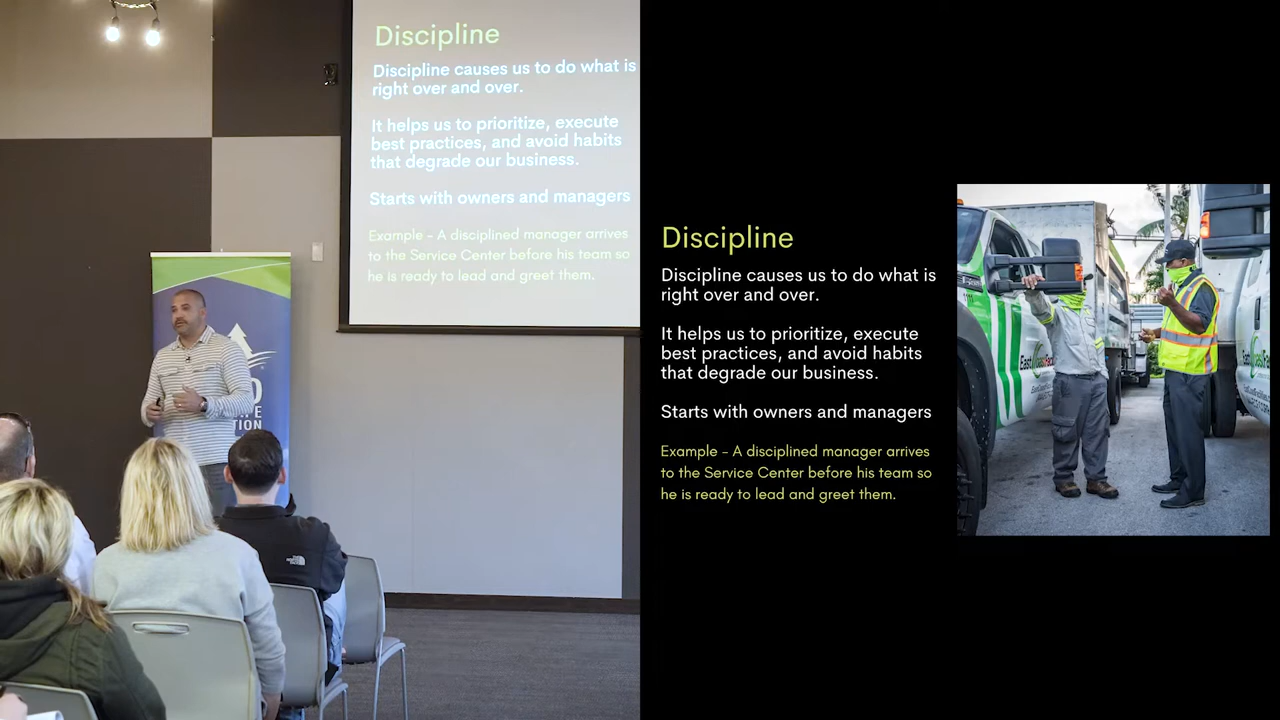 Discipline
Discipline causes us to do what is
right over and over.
It helps us to prioritize, execute
best practices, and avoid habits
that degrade our business.
Starts with owners and managers
Example - A disciplined manager arrives
to the Service Center before his team so
he is ready to lead and greet them.
Discipline
Discipline causes us to do what is
right over and over.
It helps us to prioritize, execute
best practices, and avoid habits
that degrade our business.
Starts with owners and managers
Example - A disciplined manager arrives
to the Service Center before his team so
he is ready to lead and greet them.